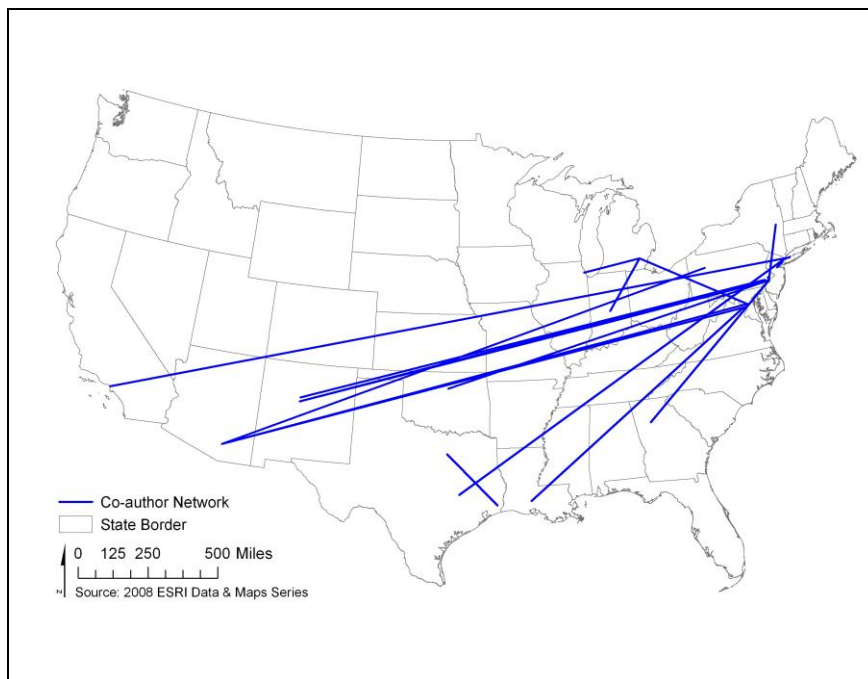 Co-author Network
State Border
0 125 250 500 Miles
N
Source: 2008 ESRI Data & Maps Series